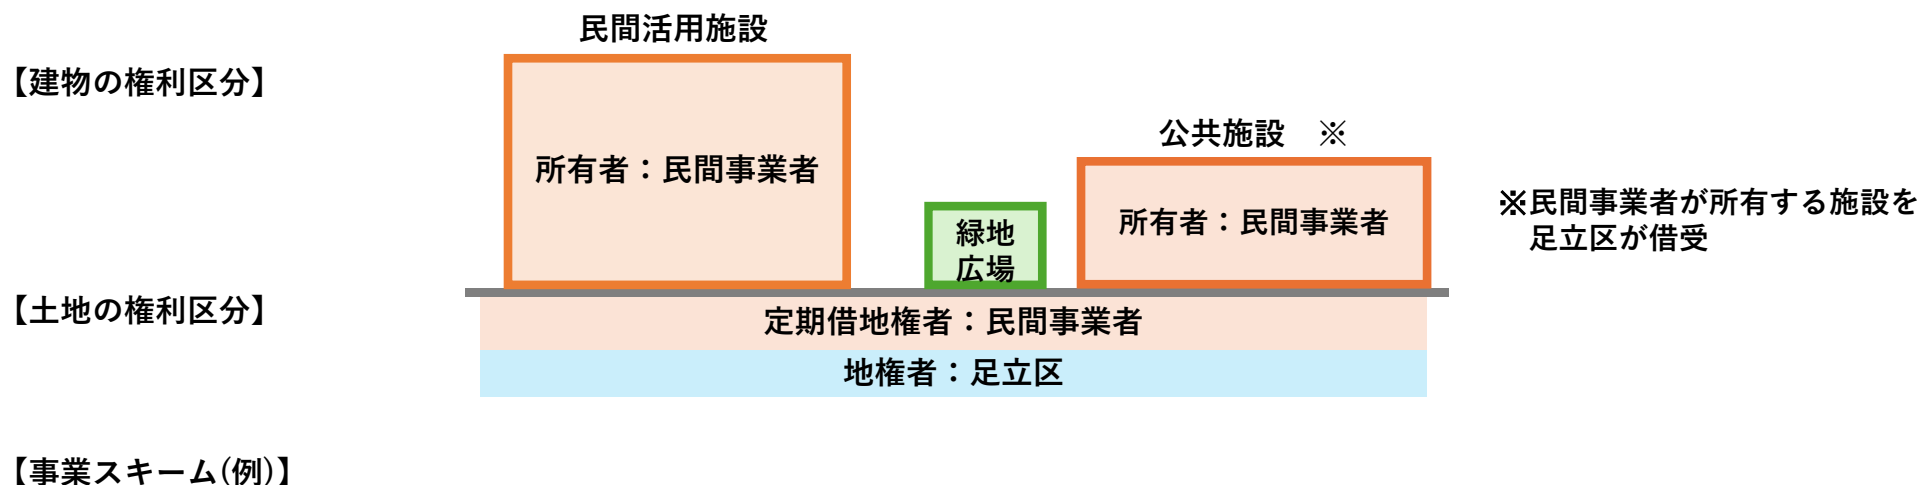 民間活用施設
【建物の権利区分】
所有者：民間事業者
公共施設　※
所有者：民間事業者
※民間事業者が所有する施設を
足立区が借受
緑地
広場
【土地の権利区分】
定期借地権者：民間事業者
地権者：足立区
【事業スキーム(例)】